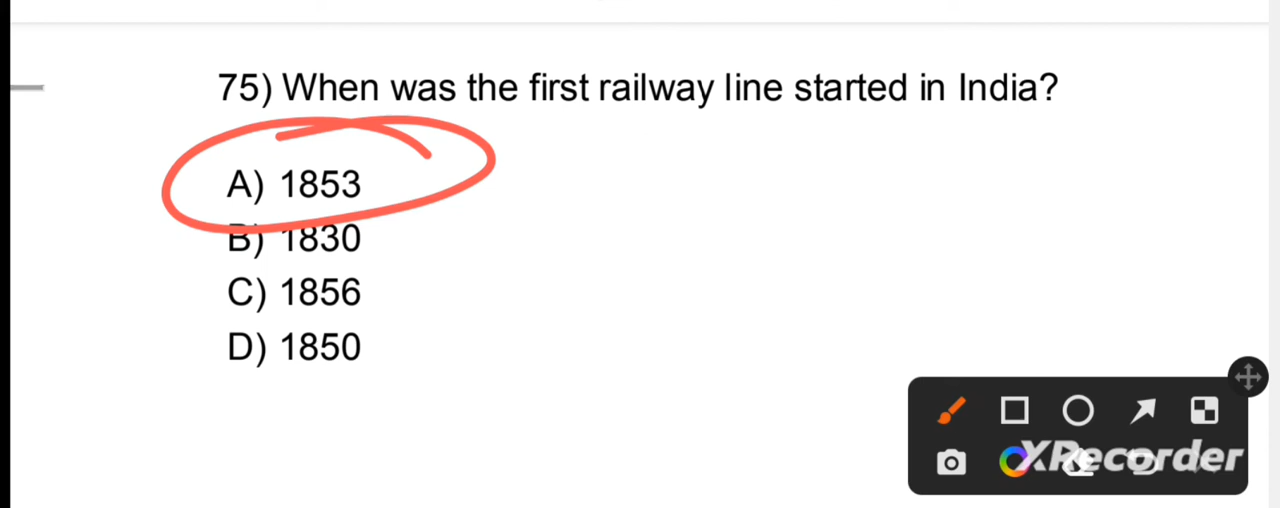 75) When was the first railway line started in India?
A) 1853
B) 1830
C) 1856
D) 1850
XRecorder